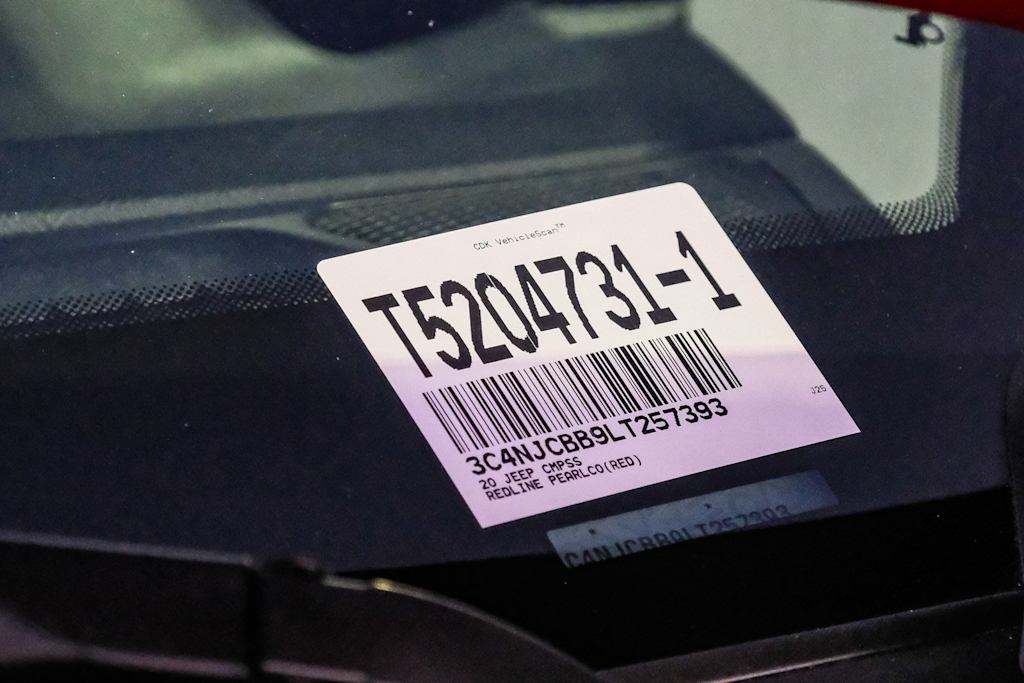 CDK VehicleScan™
T5204731-1
3C4NJCBB9LT257393
20 JEEP CMPSS
REDLINE PEARLCO(RED)
J25
C4NJCBB9LT257393